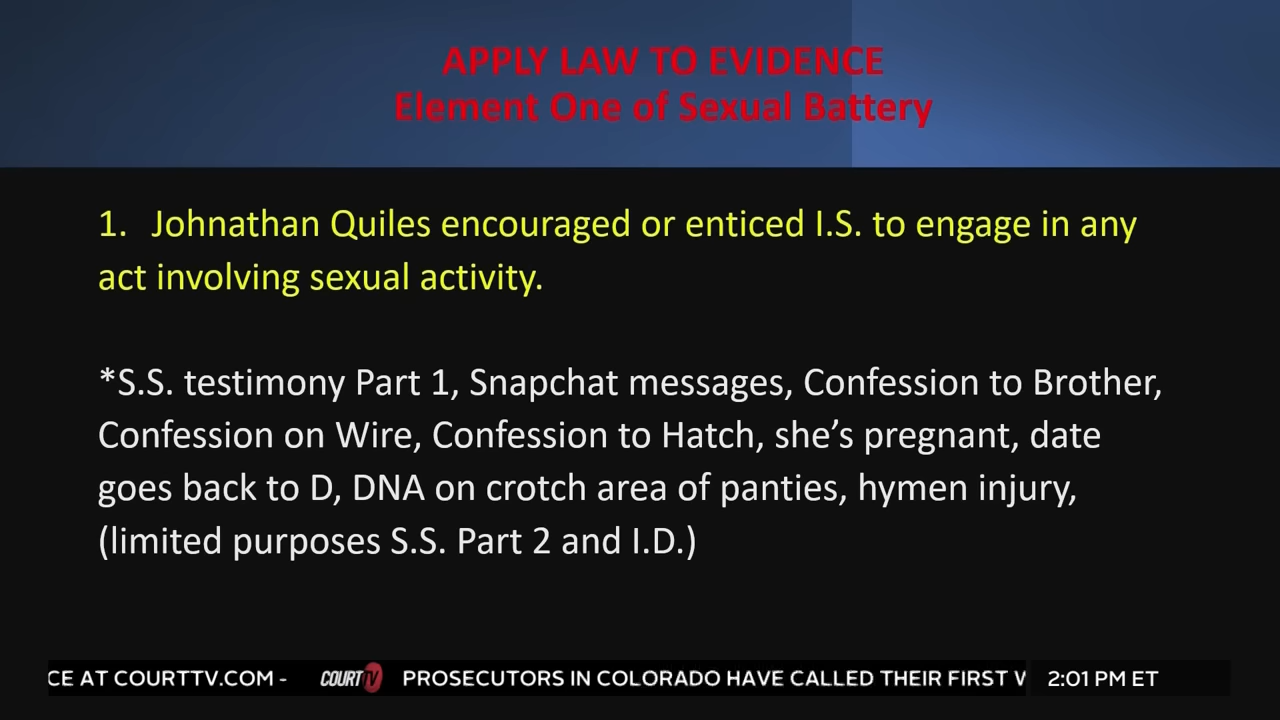 APPLY LAW TO EVIDENCE
Element One of Sexual Battery
1. Johnathan Quiles encouraged or enticed I.S. to engage in any
act involving sexual activity.
*S.S. testimony Part 1, Snapchat messages, Confession to Brother,
Confession on Wire, Confession to Hatch, she’s pregnant, date
goes back to D, DNA on crotch area of panties, hymen injury,
(limited purposes S.S. Part 2 and I.D.)
CE AT COURTTV.COM - COURT TV PROSECUTORS IN COLORADO HAVE CALLED THEIR FIRST 2:01 PM ET